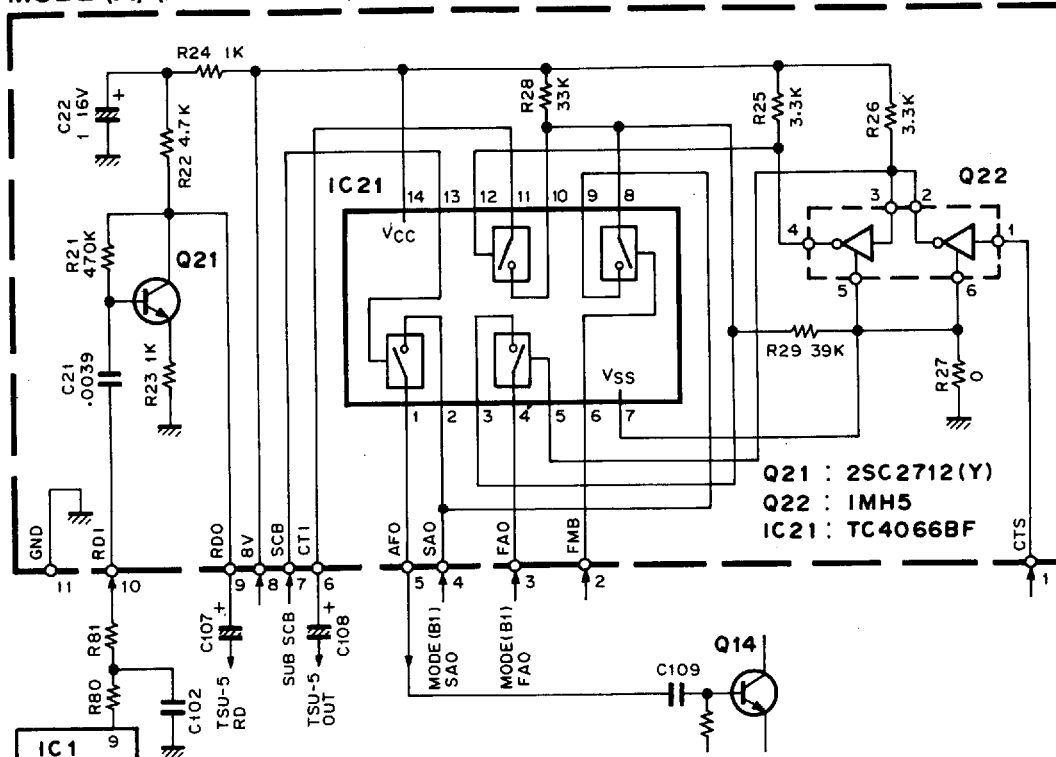 R24 1K
C22
1 16V
+
R22 4.7K
R28
33K
R25
3.3K
R26
3.3K
IC21
14 13 12 11 10 9 8
VCC
Q22
3 2
4 1
5 6
R21
470K
Q21
C21
.0039
R23 1K
R29 39K
R27
0
VSS
1 2 3 4 5 6 7
Q21 : 2SC2712(Y)
Q22 : IMH5
IC21 : TC4066BF
GND
RDI
RDO
8V
SCB
CTI
AFO
SAO
FAO
FMB
CTS
11 10 9 8 7 6 5 4 3 2 1
R81
R80
C102
C107
+
TSU-5
RD
SUB SCB
C108
+
TSU-5
OUT
MODE(B1)
SAO
MODE(B1)
FAO
C109
Q14
IC1
9